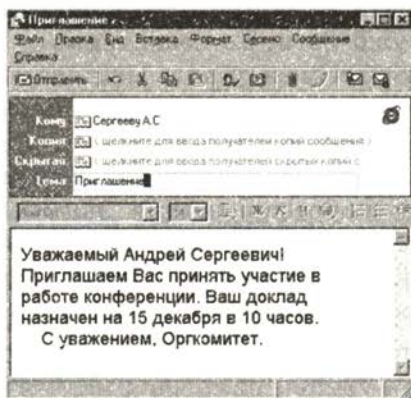 Приглашение
Файл Правка Вид Вставка Формат Сервис Сообщение
Справка
Отправить
Кому: Сергееву А.С
Копия: ( щелкните для ввода получателей копий сообщения )
Скрытая: ( щелкните для ввода получателей скрытых копий с
Тема: Приглашение
Уважаемый Андрей Сергеевич!
Приглашаем Вас принять участие в
работе конференции. Ваш доклад
назначен на 15 декабря в 10 часов.
С уважением, Оргкомитет.